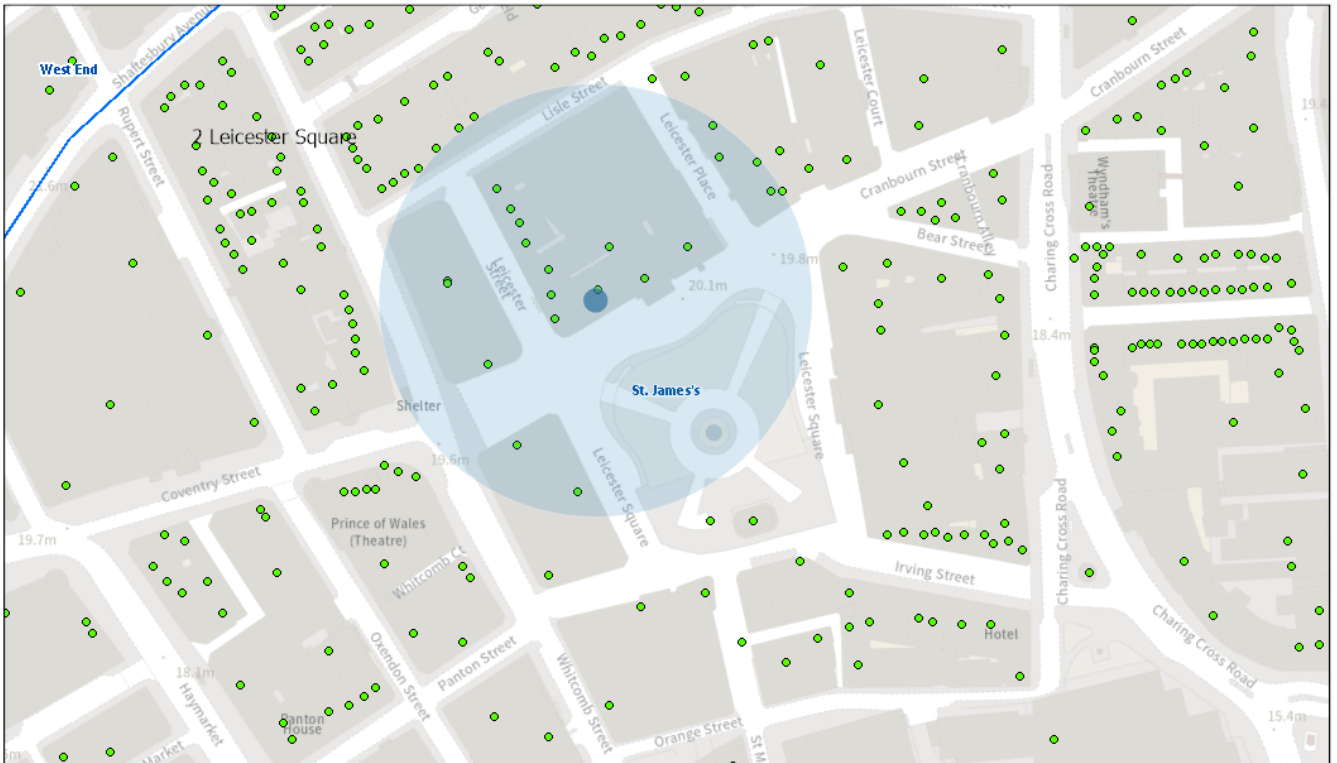 Shaftesbury Avenue
West End
Lisle Street
Leicester Court
Cranbourn Street
19.4
2 Leicester Square
Rupert Street
Leicester Place
Cranbourn Street
Cranbourn Alley
Wyndham's
Theatre
21.6m
Bear Street
Charing Cross Road
19.8m
Leicester
Street
20.1m
18.4m
St. James's
Leicester Square
Shelter
19.6m
Coventry Street
Leicester Square
Prince of Wales
(Theatre)
19.7m
Whitcomb Ct
Charing Cross Road
Irving Street
Hotel
Charing Cross Road
Oxendon Street
Panton Street
Whitcomb Street
18.1m
Haymarket
Panton
House
Orange Street
St M
15.4m
Market